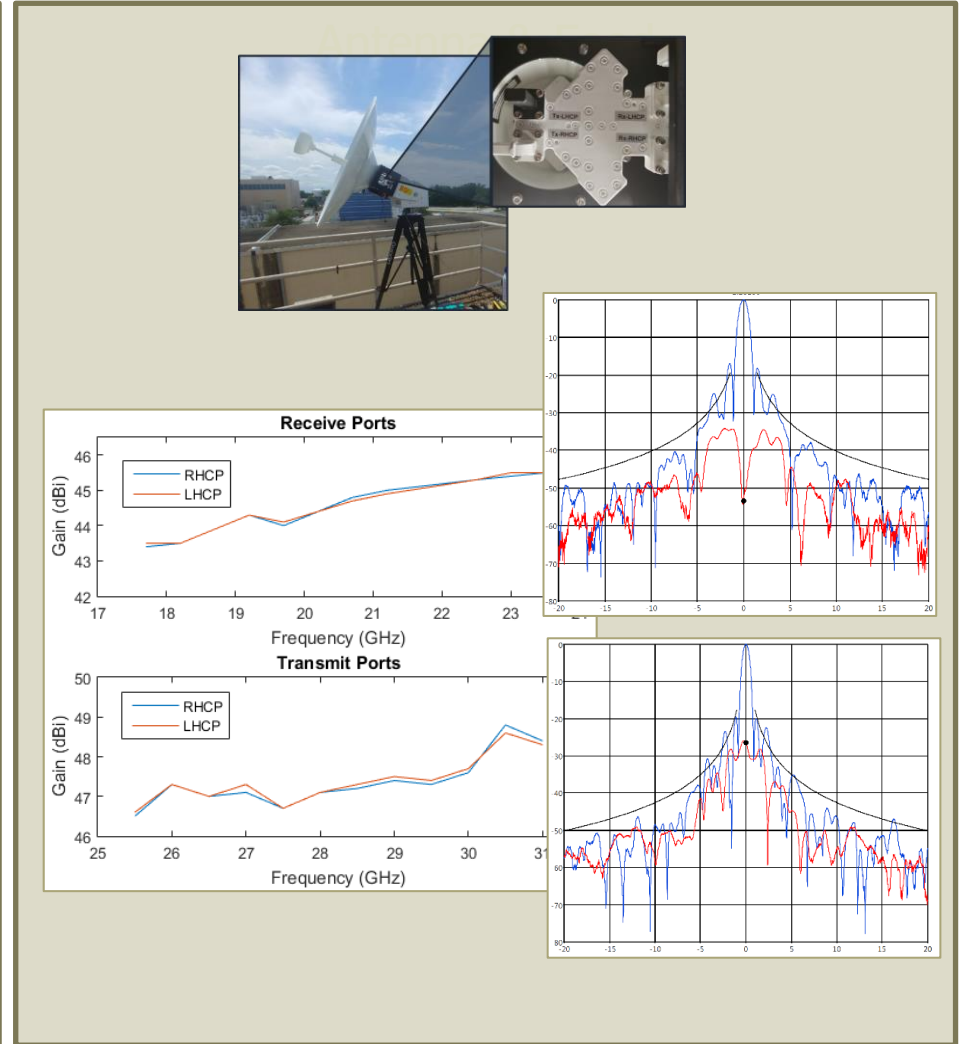 Antenna
Tx-LHCP
Rx-LHCP
Tx-RHCP
Rx-RHCP
Receive Ports
46
45
44
43
42
Gain (dBi)
RHCP
LHCP
17 18 19 20 21 22 23
Frequency (GHz)
Transmit Ports
50
49
48
47
46
Gain (dBi)
RHCP
LHCP
25 26 27 28 29 30 31
Frequency (GHz)
0
-10
-20
-30
-40
-50
-60
-70
-80
-20 -15 -10 -5 0 5 10 15 20
0
-10
-20
-30
-40
-50
-60
-70
80
-20 -15 -10 -5 0 5 10 15 20